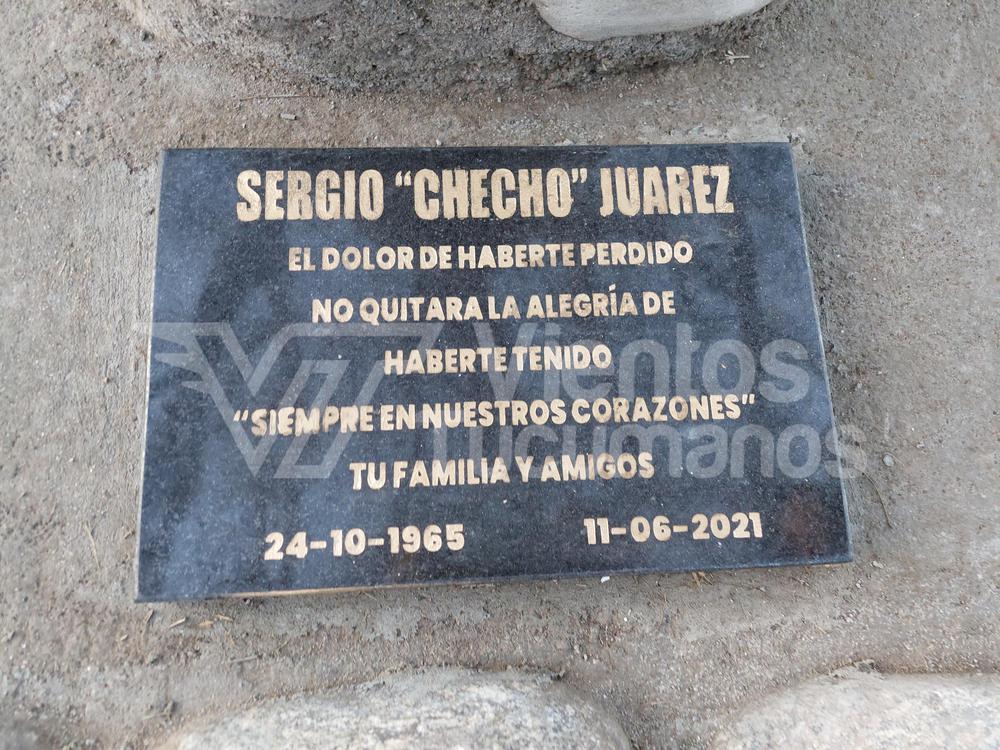 SERGIO “CHECHO” JUAREZ
EL DOLOR DE HABERTE PERDIDO
NO QUITARA LA ALEGRÍA DE
HABERTE TENIDO
“SIEMPRE EN NUESTROS CORAZONES”
TU FAMILIA Y AMIGOS
24-10-1965 11-06-2021
VT Vientos
Tucumanos